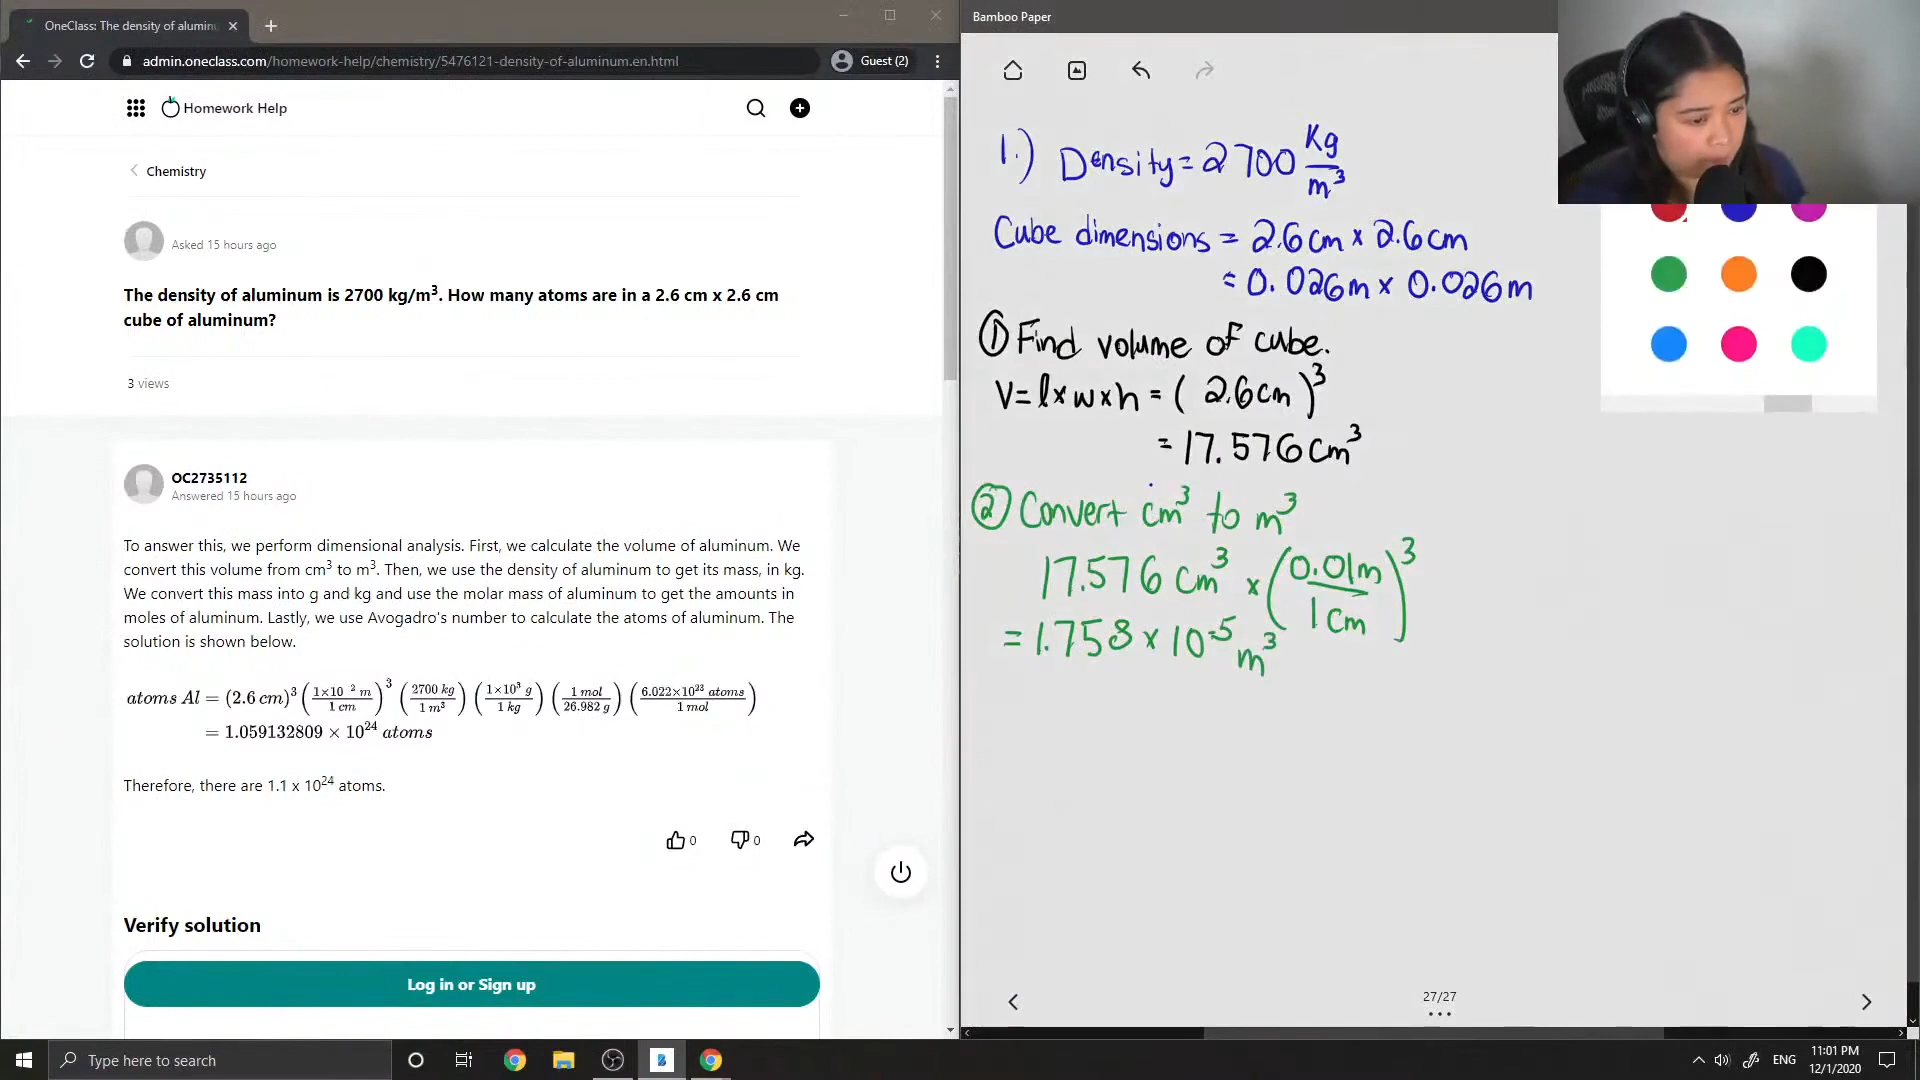 OneClass: The density of alumin
admin.oneclass.com/homework-help/chemistry/5476121-density-of-aluminum.en.html
Guest (2)
Homework Help
Chemistry
Asked 15 hours ago
The density of aluminum is 2700 kg/m³. How many atoms are in a 2.6 cm x 2.6 cm
cube of aluminum?
3 views
OC2735112
Answered 15 hours ago
To answer this, we perform dimensional analysis. First, we calculate the volume of aluminum. We
convert this volume from cm³ to m³. Then, we use the density of aluminum to get its mass, in kg.
We convert this mass into g and kg and use the molar mass of aluminum to get the amounts in
moles of aluminum. Lastly, we use Avogadro's number to calculate the atoms of aluminum. The
solution is shown below.
atoms Al = (2.6 cm)³ (1×10⁻² m / 1 cm)³ (2700 kg / 1 m³) (1×10³ g / 1 kg) (1 mol / 26.982 g) (6.022×10²³ atoms / 1 mol)
= 1.059132809 × 10²⁴ atoms
Therefore, there are 1.1 x 10²⁴ atoms.
0
0
Verify solution
Log in or Sign up
Bamboo Paper
1.) Density = 2700 Kg/m³
Cube dimensions = 2.6cm × 2.6cm
= 0.026m × 0.026m
① Find volume of cube.
V = l×w×h = (2.6cm)³
= 17.576cm³
② Convert cm³ to m³
17.576 cm³ × (0.01m / 1 cm)³
= 1.758 × 10⁻⁵ m³
27/27
Type here to search
ENG
11:01 PM
12/1/2020